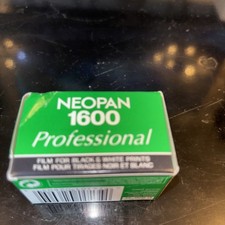 NEOPAN
1600
Professional
FILM FOR BLACK & WHITE PRINTS
FILM POUR TIRAGES NOIR ET BLANC